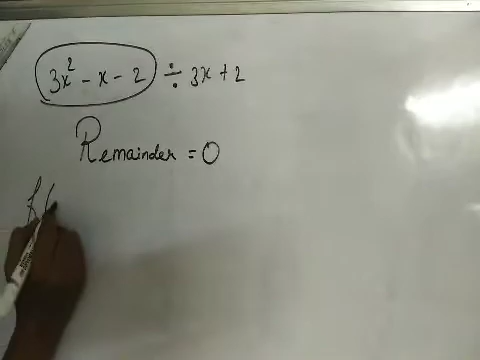 3x² - x - 2 ÷ 3x + 2
Remainder = 0
f(